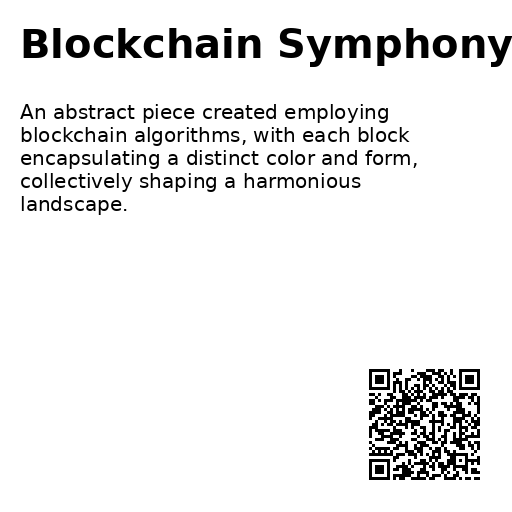 Blockchain Symphony
An abstract piece created employing
blockchain algorithms, with each block
encapsulating a distinct color and form,
collectively shaping a harmonious
landscape.